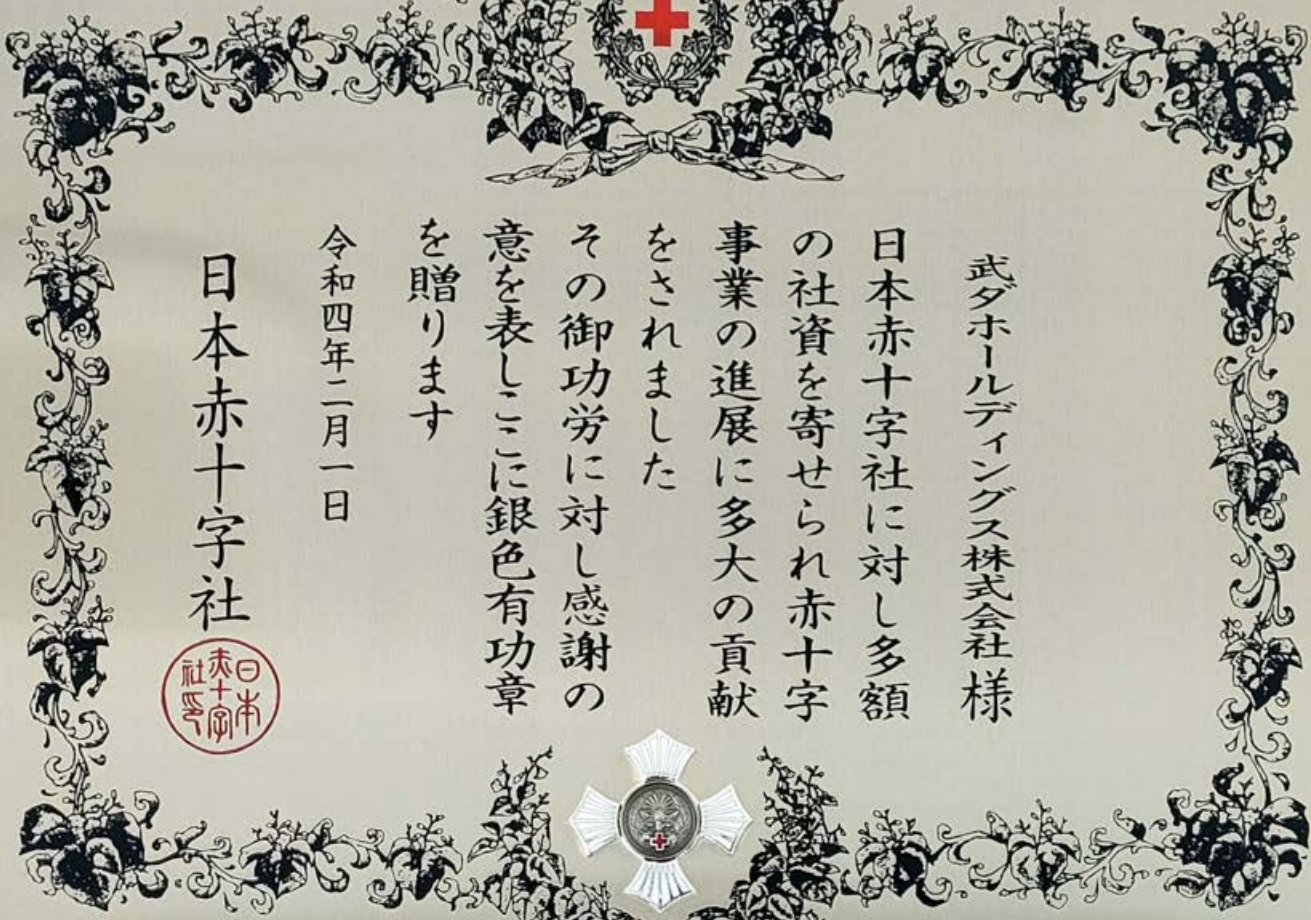 武ダホールディングス株式会社 様
日本赤十字社に対し多額
の社資を寄せられ赤十字
事業の進展に多大の貢献
をされました
その御功労に対し感謝の
意を表しここに銀色有功章
を贈ります
令和四年二月一日
日本赤十字社
日本
赤十字
社印